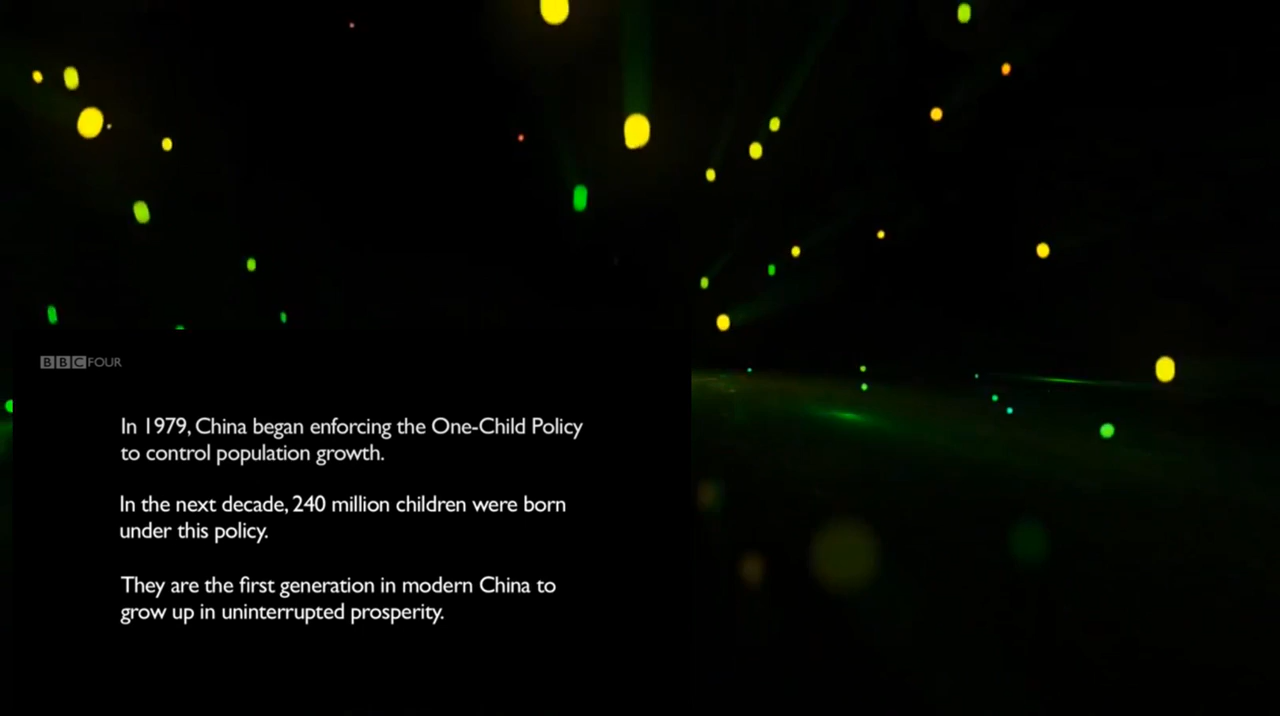 BBC FOUR
In 1979, China began enforcing the One-Child Policy
to control population growth.
In the next decade, 240 million children were born
under this policy.
They are the first generation in modern China to
grow up in uninterrupted prosperity.